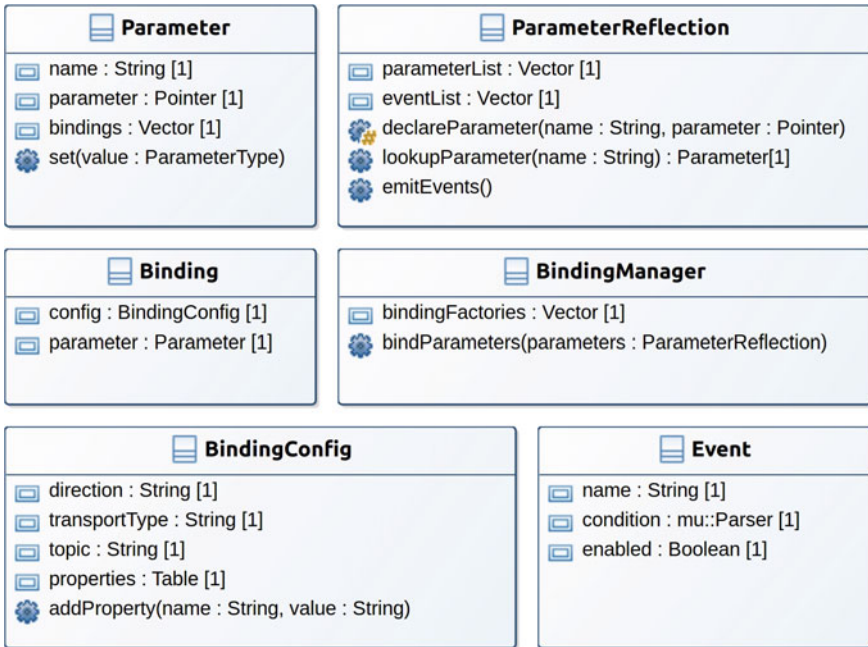 Parameter
name : String [1]
parameter : Pointer [1]
bindings : Vector [1]
set(value : ParameterType)
ParameterReflection
parameterList : Vector [1]
eventList : Vector [1]
declareParameter(name : String, parameter : Pointer)
lookupParameter(name : String) : Parameter[1]
emitEvents()
Binding
config : BindingConfig [1]
parameter : Parameter [1]
BindingManager
bindingFactories : Vector [1]
bindParameters(parameters : ParameterReflection)
BindingConfig
direction : String [1]
transportType : String [1]
topic : String [1]
properties : Table [1]
addProperty(name : String, value : String)
Event
name : String [1]
condition : mu::Parser [1]
enabled : Boolean [1]